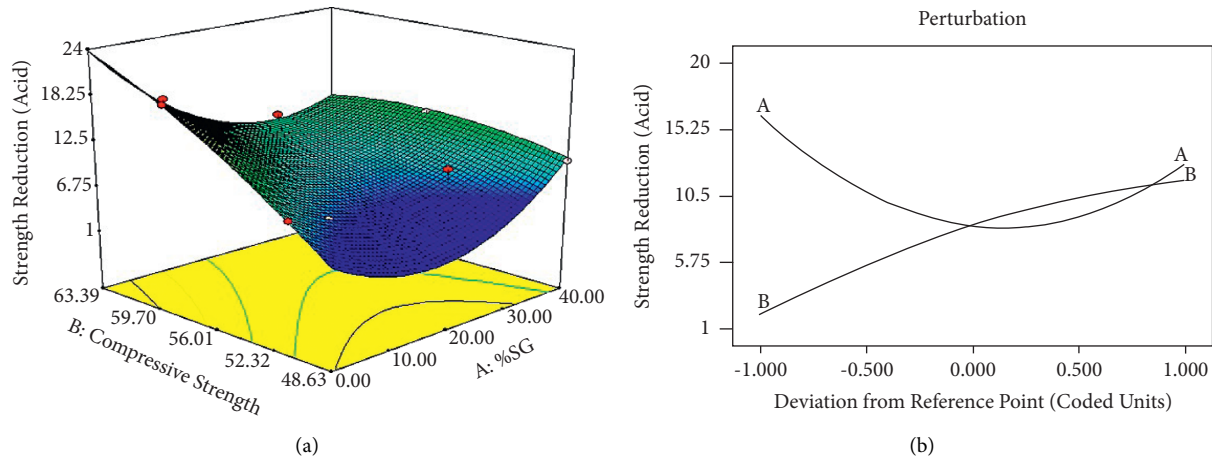 Strength Reduction (Acid)
24
18.25
12.5
6.75
1
63.39
59.70
56.01
52.32
48.63
B: Compressive Strength
0.00
10.00
20.00
30.00
40.00
A: %SG
(a)
Perturbation
Strength Reduction (Acid)
20
15.25
10.5
5.75
1
A
B
A
B
-1.000 -0.500 0.000 0.500 1.000
Deviation from Reference Point (Coded Units)
(b)